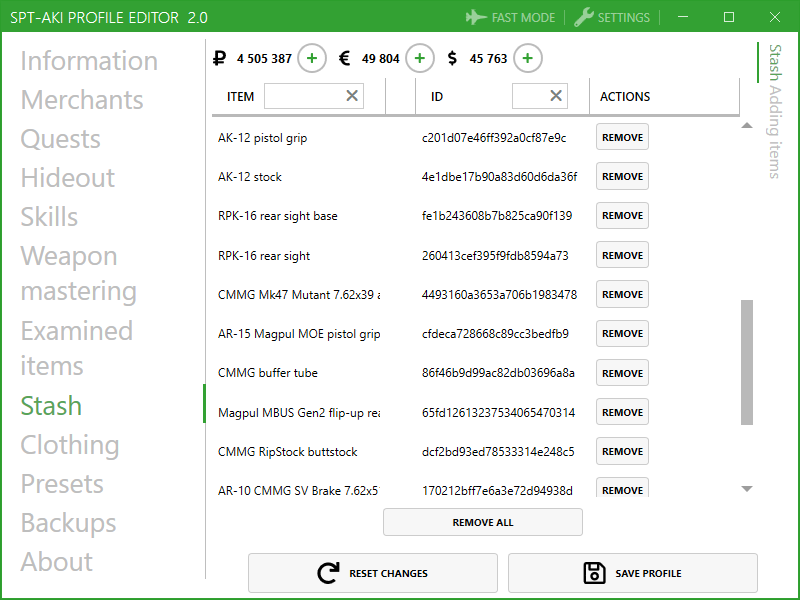 SPT-AKI PROFILE EDITOR 2.0
FAST MODE
SETTINGS
Information
Merchants
Quests
Hideout
Skills
Weapon
mastering
Examined
items
Stash
Clothing
Presets
Backups
About
₽ 4 505 387 +
€ 49 804 +
$ 45 763 +
ITEM
ID
ACTIONS
AK-12 pistol grip c201d07e46ff392a0cf87e9c REMOVE
AK-12 stock 4e1dbe17b90a83d60d6da36f REMOVE
RPK-16 rear sight base fe1b243608b7b825ca90f139 REMOVE
RPK-16 rear sight 260413cef395f9fdb8594a73 REMOVE
CMMG Mk47 Mutant 7.62x39 a 4493160a3653a706b1983478 REMOVE
AR-15 Magpul MOE pistol grip cfdeca728668c89cc3bedfb9 REMOVE
CMMG buffer tube 86f46b9d99ac82db03696a8a REMOVE
Magpul MBUS Gen2 flip-up rea 65fd12613237534065470314 REMOVE
CMMG RipStock buttstock dcf2bd93ed78533314e248c5 REMOVE
AR-10 CMMG SV Brake 7.62x51 170212bff7e6a3e72d94938d REMOVE
REMOVE ALL
RESET CHANGES
SAVE PROFILE
Stash
Adding items